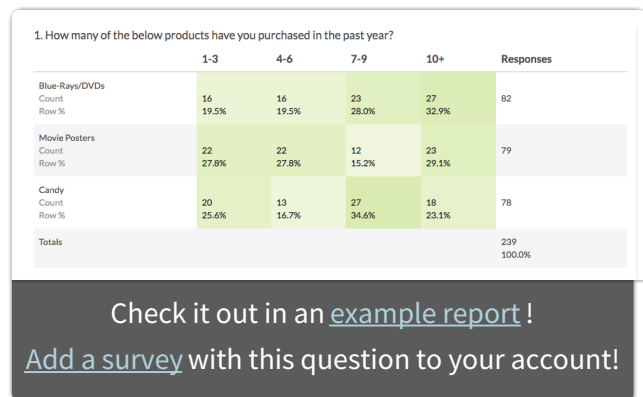 1. How many of the below products have you purchased in the past year?
1-3 4-6 7-9 10+ Responses
Blue-Rays/DVDs
Count 16 16 23 27 82
Row % 19.5% 19.5% 28.0% 32.9%
Movie Posters
Count 22 22 12 23 79
Row % 27.8% 27.8% 15.2% 29.1%
Candy
Count 20 13 27 18 78
Row % 25.6% 16.7% 34.6% 23.1%
Totals 239
100.0%
Check it out in an example report !
Add a survey with this question to your account!